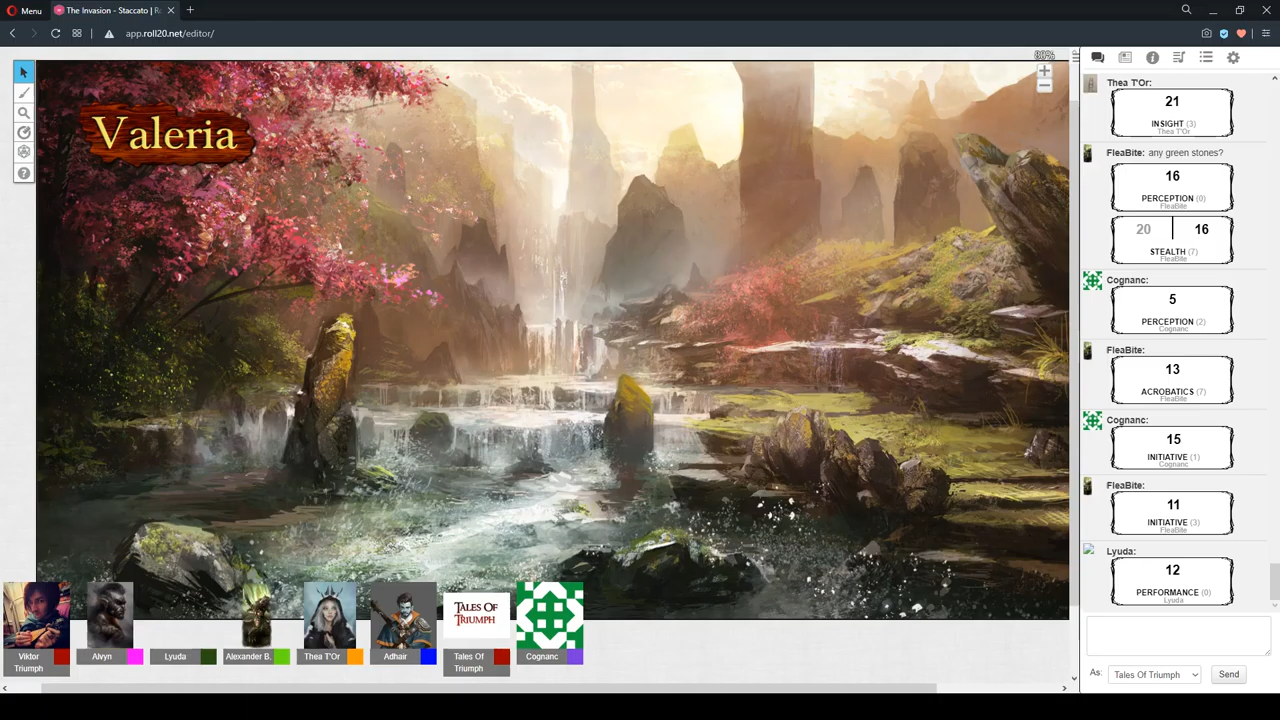 Menu
The Invasion - Staccato | Ro
app.roll20.net/editor/
80%
Valeria
Thea T'Or:
21
INSIGHT (3)
Thea T'Or
FleaBite: any green stones?
16
PERCEPTION (0)
FleaBite
20 16
STEALTH (7)
FleaBite
Cognanc:
5
PERCEPTION (2)
Cognanc
FleaBite:
13
ACROBATICS (7)
FleaBite
Cognanc:
15
INITIATIVE (1)
Cognanc
FleaBite:
11
INITIATIVE (3)
FleaBite
Lyuda:
12
PERFORMANCE (0)
Lyuda
TALES OF
TRIUMPH
Viktor
Triumph
Alvyn
Lyuda
Alexander B.
Thea T'Or
Adhair
Tales Of
Triumph
Cognanc
As: Tales Of Triumph
Send